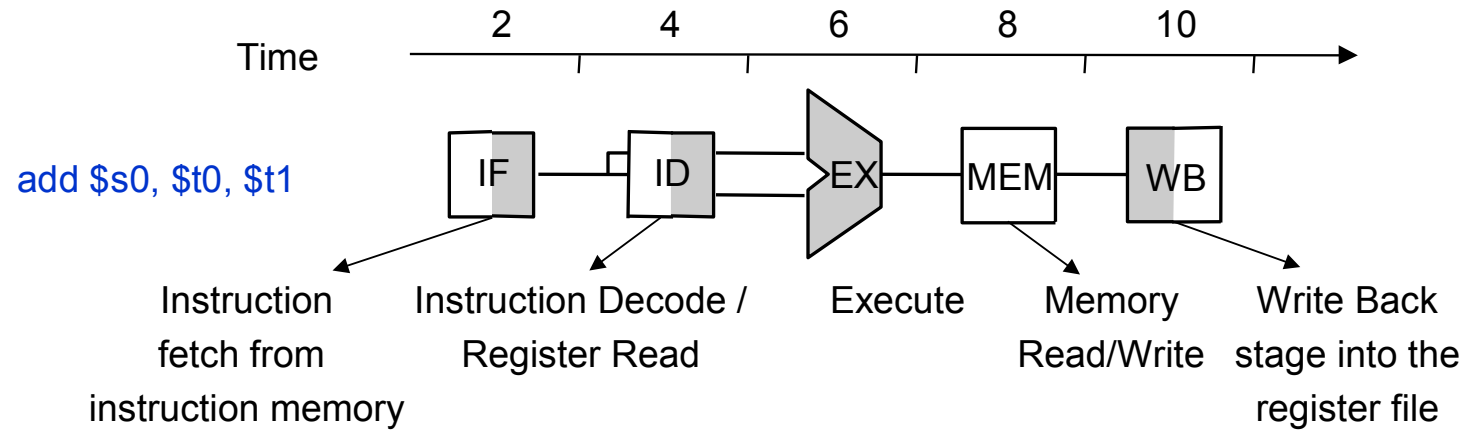 2 4 6 8 10
Time
add $s0, $t0, $t1
IF ID EX MEM WB
Instruction
fetch from
instruction memory
Instruction Decode /
Register Read
Execute
Memory
Read/Write
Write Back
stage into the
register file